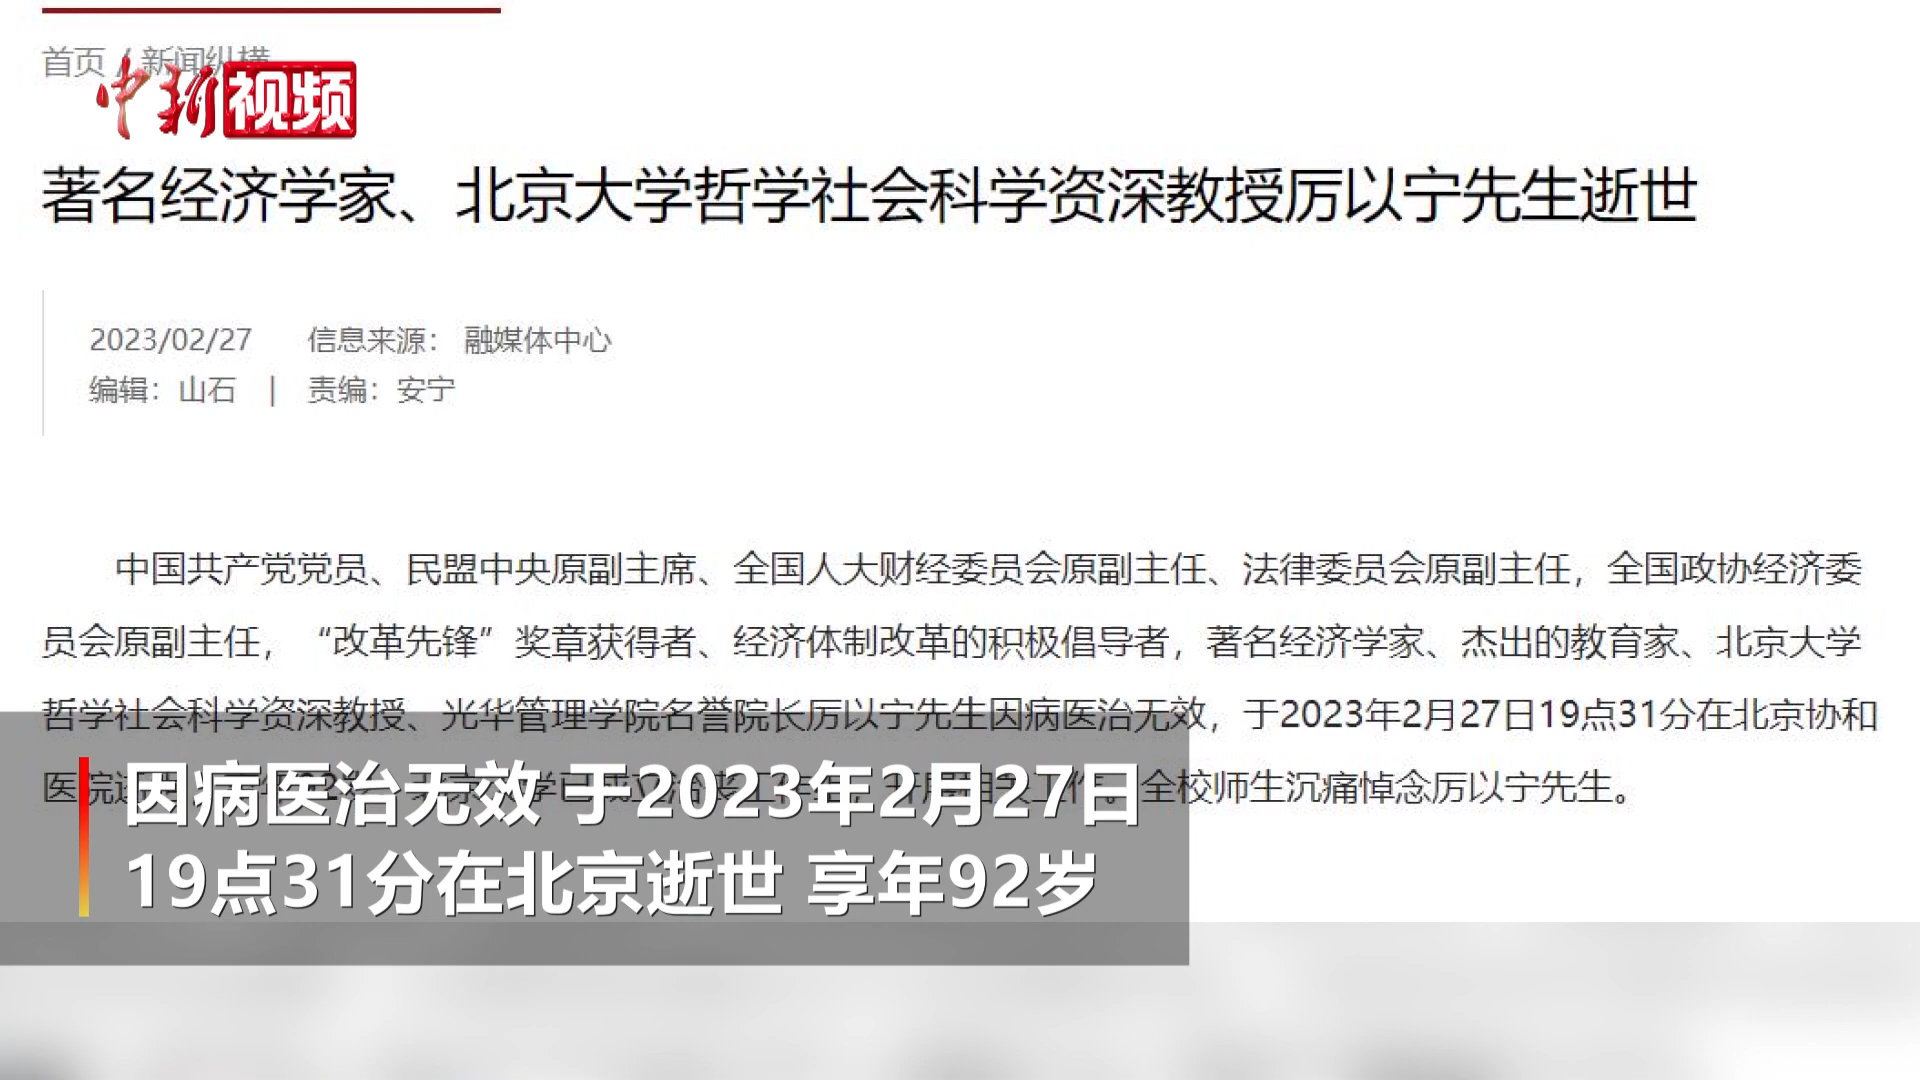 首页 / 新闻纵横
中新视频
著名经济学家、北京大学哲学社会科学资深教授厉以宁先生逝世
2023/02/27 信息来源： 融媒体中心
编辑：山石 | 责编：安宁
中国共产党党员、民盟中央原副主席、全国人大财经委员会原副主任、法律委员会原副主任，全国政协经济委
员会原副主任，“改革先锋”奖章获得者、经济体制改革的积极倡导者，著名经济学家、杰出的教育家、北京大学
哲学社会科学资深教授、光华管理学院名誉院长厉以宁先生因病医治无效，于2023年2月27日19点31分在北京协和
医院 全校师生沉痛悼念厉以宁先生。
因病医治无效 于2023年2月27日
19点31分在北京逝世 享年92岁